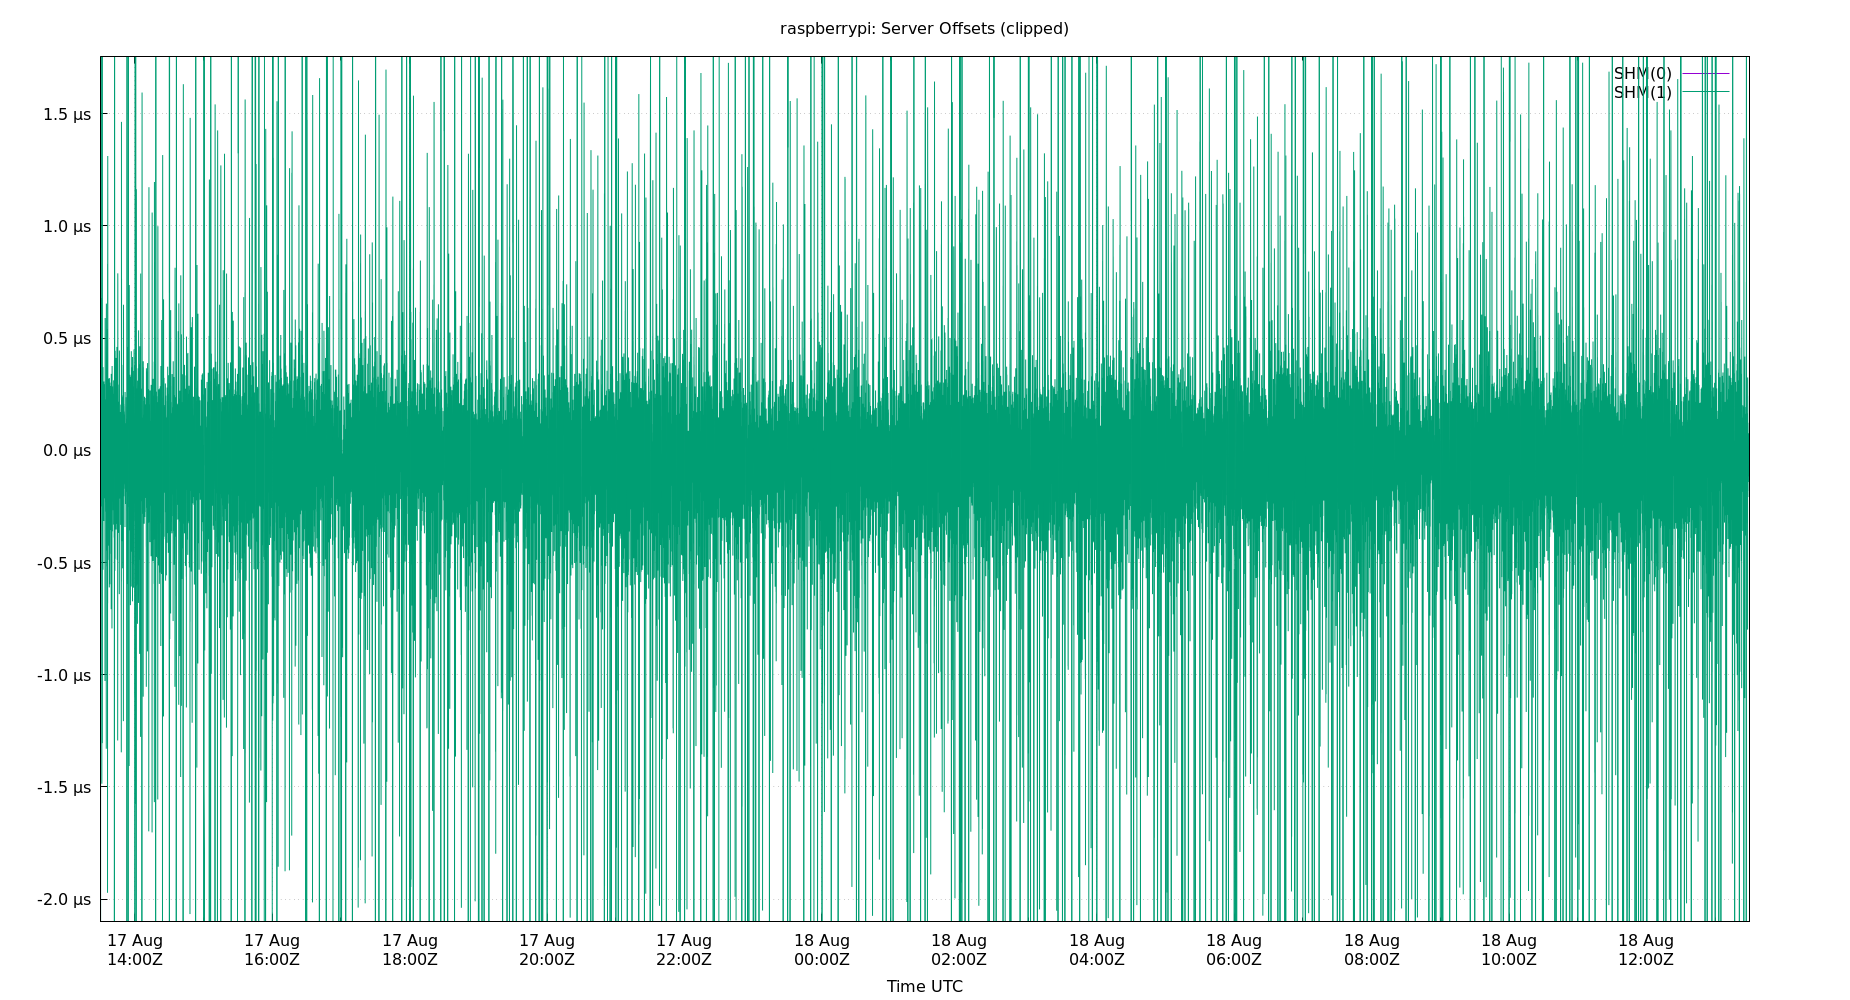 raspberrypi: Server Offsets (clipped)
SHM(0)
SHM(1)
1.5 µs
1.0 µs
0.5 µs
0.0 µs
-0.5 µs
-1.0 µs
-1.5 µs
-2.0 µs
17 Aug 17 Aug 17 Aug 17 Aug 17 Aug 18 Aug 18 Aug 18 Aug 18 Aug 18 Aug 18 Aug 18 Aug
14:00Z 16:00Z 18:00Z 20:00Z 22:00Z 00:00Z 02:00Z 04:00Z 06:00Z 08:00Z 10:00Z 12:00Z
Time UTC